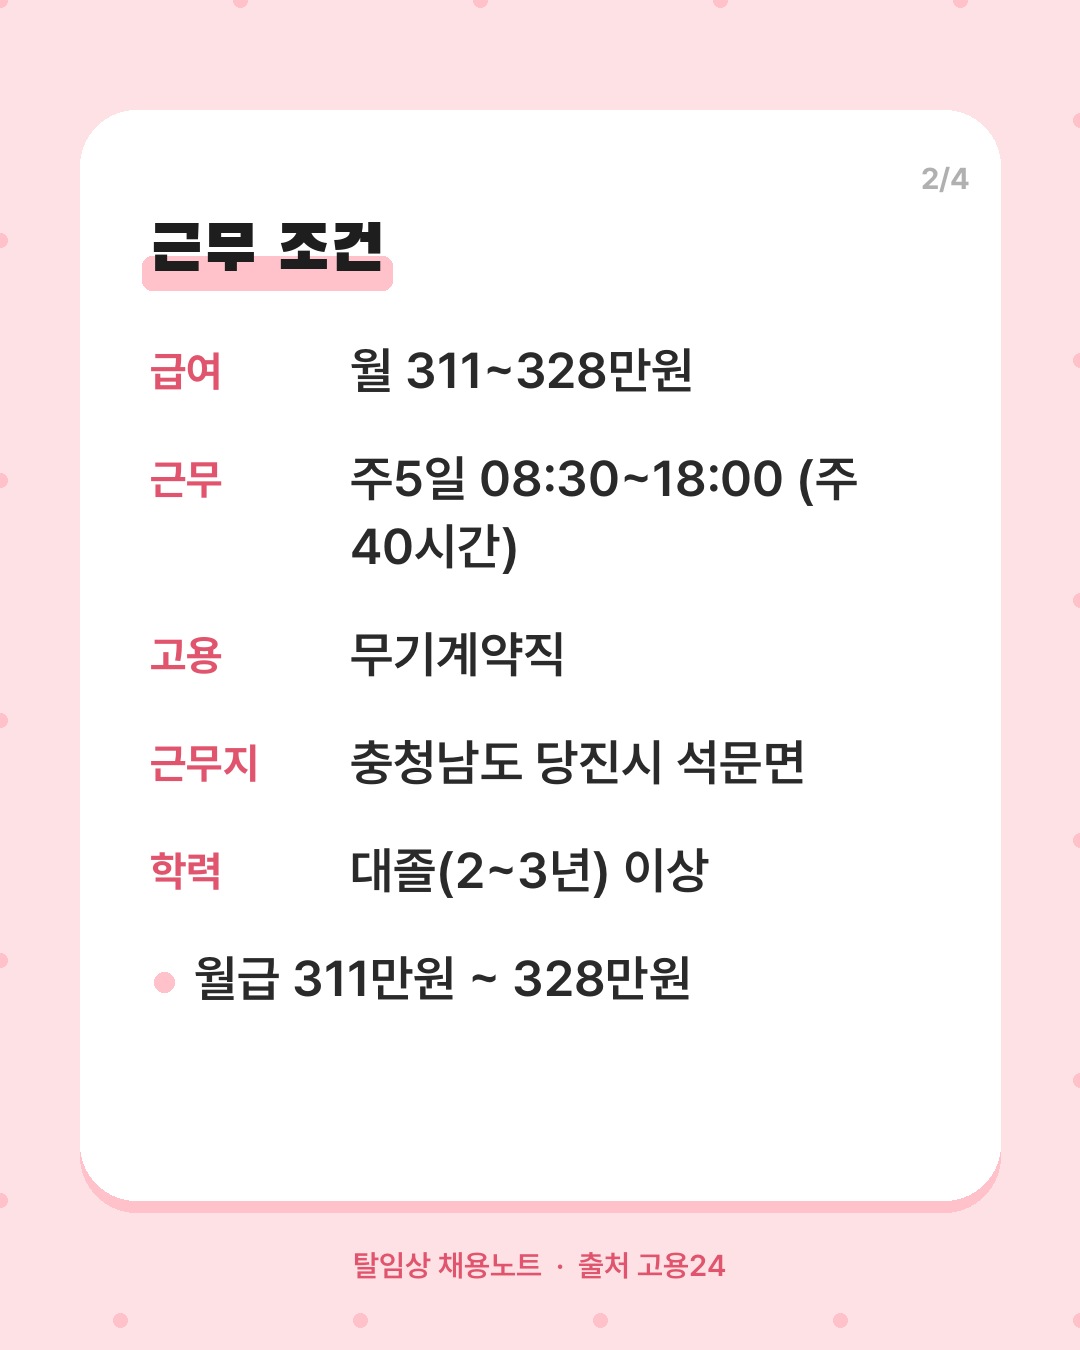 2/4
근무 조건
급여 월 311~328만원
근무 주5일 08:30~18:00 (주
40시간)
고용 무기계약직
근무지 충청남도 당진시 석문면
학력 대졸(2~3년) 이상
월급 311만원 ~ 328만원
탈임상 채용노트 · 출처 고용24